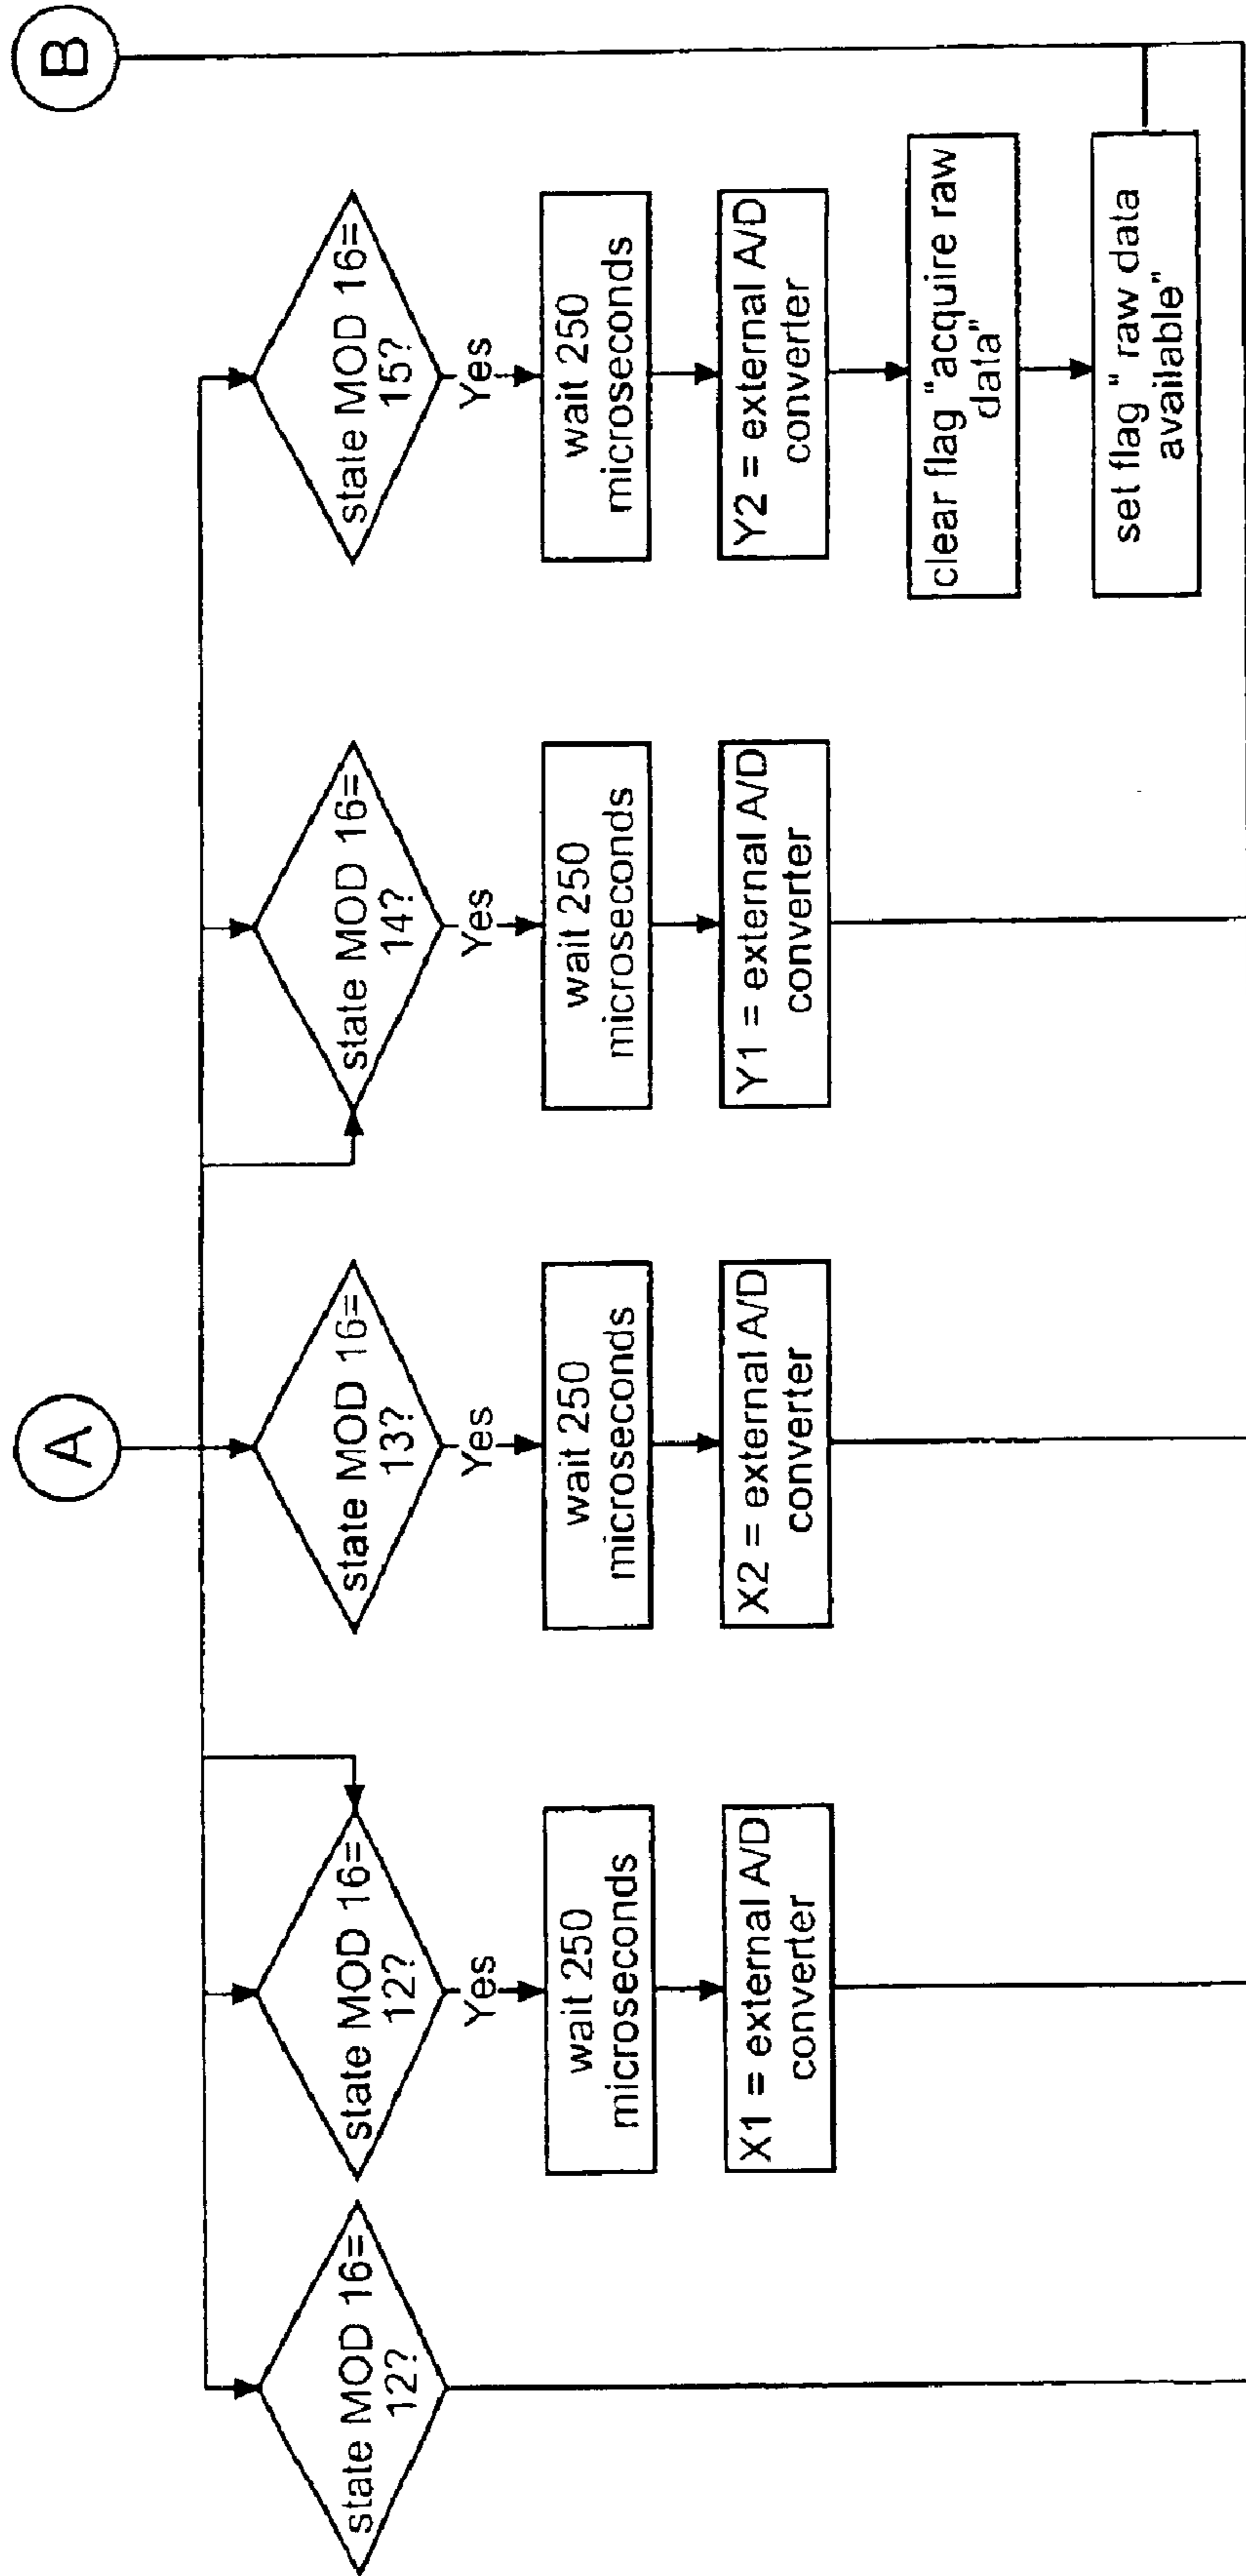 A
B
state MOD 16=
12?
state MOD 16=
12?
Yes
wait 250
microseconds
X1 = external A/D
converter
state MOD 16=
13?
Yes
wait 250
microseconds
X2 = external A/D
converter
state MOD 16=
14?
Yes
wait 250
microseconds
Y1 = external A/D
converter
state MOD 16=
15?
Yes
wait 250
microseconds
Y2 = external A/D
converter
clear flag "acquire raw
data"
set flag " raw data
available"